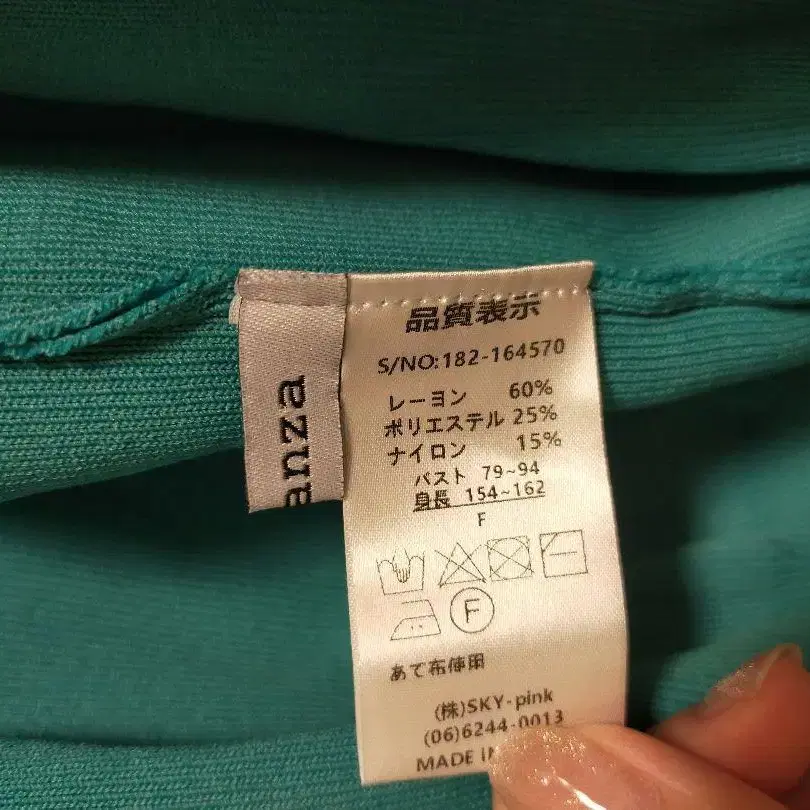 anza
品質表示
S/NO:182-164570
レーヨン 60%
ポリエステル 25%
ナイロン 15%
バスト 79~94
身長 154~162
F
F
あて布使用
(株)SKY-pink
(06)6244-0013
MADE IN